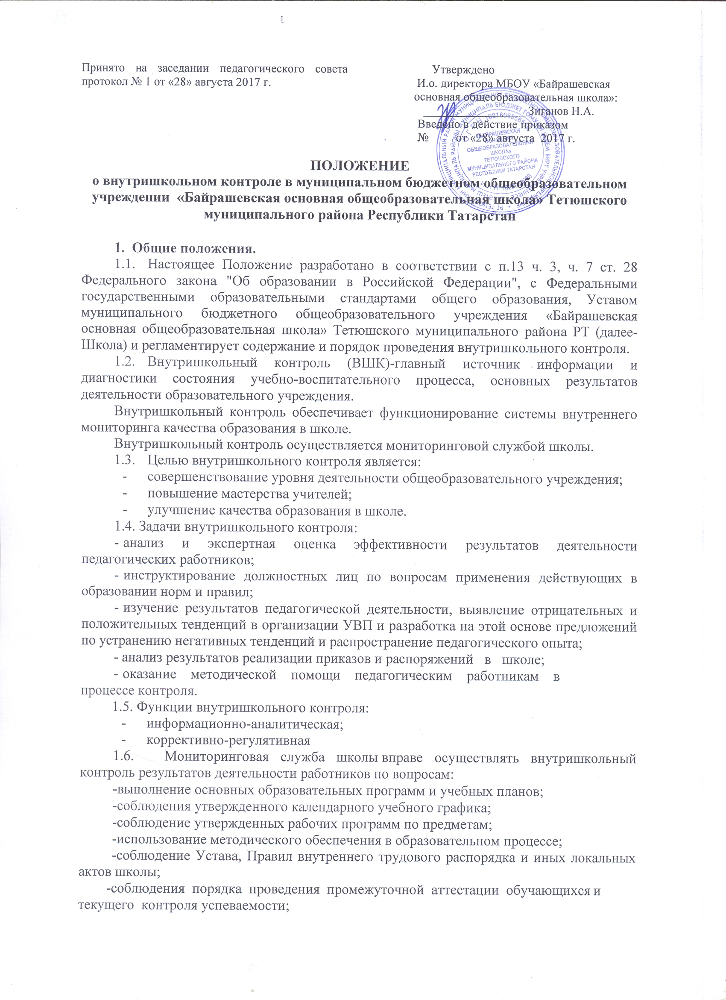 Принято на заседании педагогического совета
протокол № 1 от «28» августа 2017 г.
Утверждено
И.о. директора МБОУ «Байрашевская
основная общеобразовательная школа»:
Зиганов Н.А.
Введено в действие приказом
№ от «28» августа 2017 г.
«БАЙРАШЕВСКАЯ
ОСНОВНАЯ
ОБЩЕОБРАЗОВАТЕЛЬНАЯ
ШКОЛА»
ТЕТЮШСКОГО
МУНИЦИПАЛЬНОГО РАЙОНА
РЕСПУБЛИКИ ТАТАРСТАН
ПОЛОЖЕНИЕ
о внутришкольном контроле в муниципальном бюджетном общеобразовательном
учреждении «Байрашевская основная общеобразовательная школа» Тетюшского
муниципального района Республики Татарстан
1. Общие положения.
1.1. Настоящее Положение разработано в соответствии с п.13 ч. 3, ч. 7 ст. 28
Федерального закона "Об образовании в Российской Федерации", с Федеральными
государственными образовательными стандартами общего образования, Уставом
муниципального бюджетного общеобразовательного учреждения «Байрашевская
основная общеобразовательная школа» Тетюшского муниципального района РТ (далее-
Школа) и регламентирует содержание и порядок проведения внутришкольного контроля.
1.2. Внутришкольный контроль (ВШК)-главный источник информации и
диагностики состояния учебно-воспитательного процесса, основных результатов
деятельности образовательного учреждения.
Внутришкольный контроль обеспечивает функционирование системы внутреннего
мониторинга качества образования в школе.
Внутришкольный контроль осуществляется мониторинговой службой школы.
1.3. Целью внутришкольного контроля является:
- совершенствование уровня деятельности общеобразовательного учреждения;
- повышение мастерства учителей;
- улучшение качества образования в школе.
1.4. Задачи внутришкольного контроля:
- анализ и экспертная оценка эффективности результатов деятельности
педагогических работников;
- инструктирование должностных лиц по вопросам применения действующих в
образовании норм и правил;
- изучение результатов педагогической деятельности, выявление отрицательных и
положительных тенденций в организации УВП и разработка на этой основе предложений
по устранению негативных тенденций и распространение педагогического опыта;
- анализ результатов реализации приказов и распоряжений в школе;
- оказание методической помощи педагогическим работникам в
процессе контроля.
1.5. Функции внутришкольного контроля:
- информационно-аналитическая;
- коррективно-регулятивная
1.6. Мониторинговая служба школы вправе осуществлять внутришкольный
контроль результатов деятельности работников по вопросам:
-выполнение основных образовательных программ и учебных планов;
-соблюдения утвержденного календарного учебного графика;
-соблюдение утвержденных рабочих программ по предметам;
-использование методического обеспечения в образовательном процессе;
-соблюдение Устава, Правил внутреннего трудового распорядка и иных локальных
актов школы;
-соблюдения порядка проведения промежуточной аттестации обучающихся и
текущего контроля успеваемости;